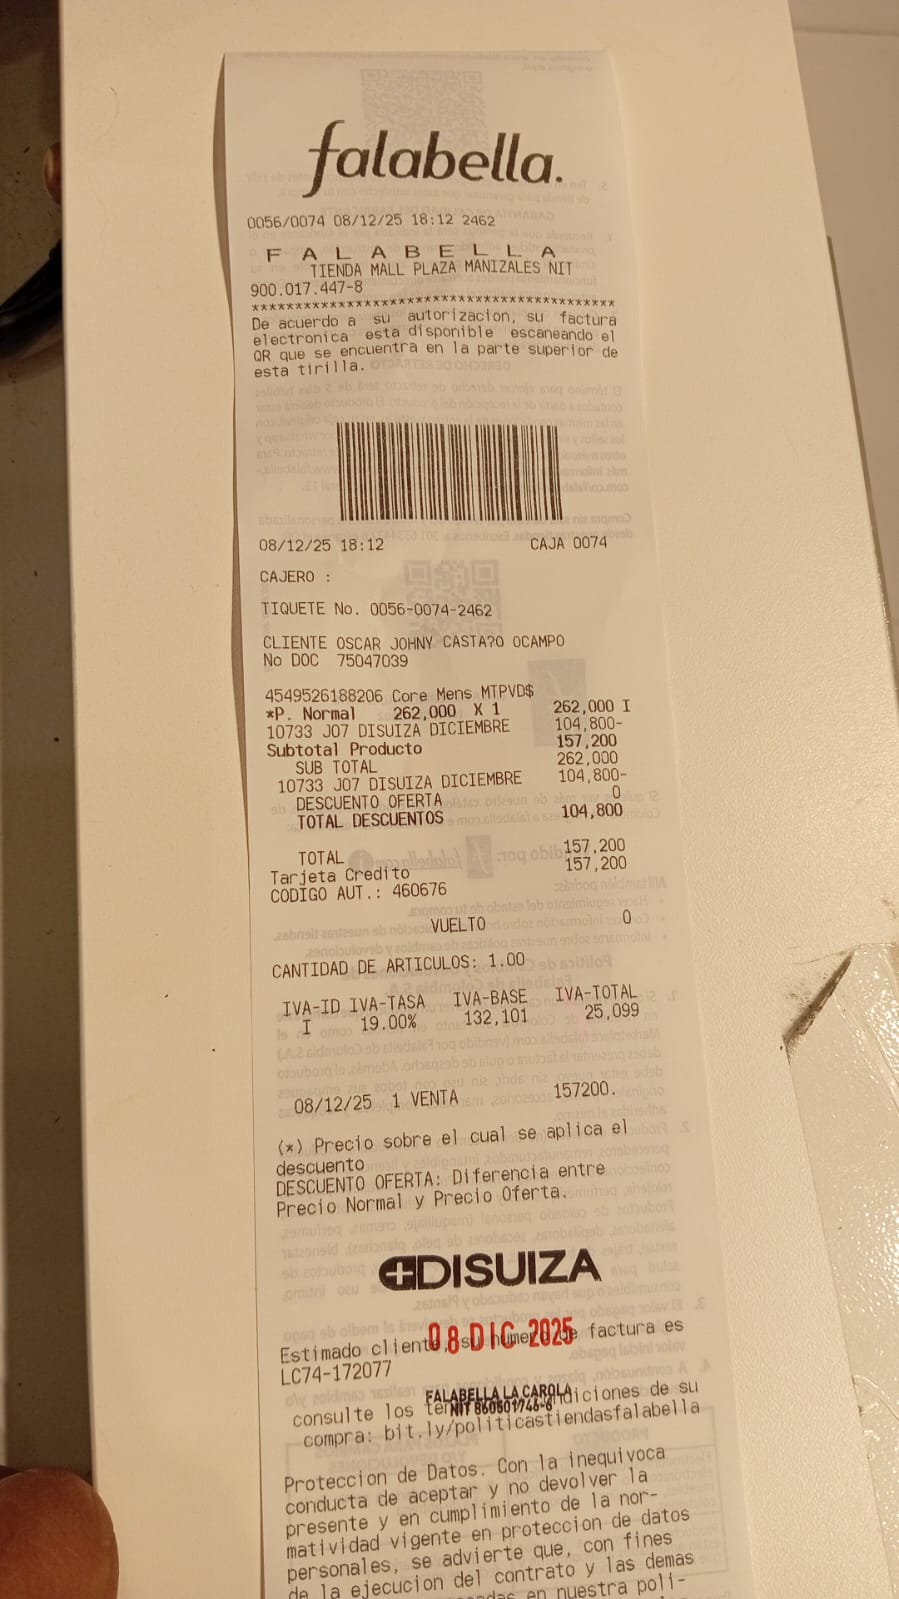 falabella.
0056/0074 08/12/25 18:12 2462
F A L A B E L L A
TIENDA MALL PLAZA MANIZALES NIT
900.017.447-8
******************************************
De acuerdo a su autorizacion, su factura
electronica esta disponible escaneando el
QR que se encuentra en la parte superior de
esta tirilla.
08/12/25 18:12 CAJA 0074
CAJERO :
TIQUETE No. 0056-0074-2462
CLIENTE OSCAR JOHNY CASTA?O OCAMPO
No DOC 75047039
4549526188206 Core Mens MTPVD$
*P. Normal 262,000 X 1 262,000 I
10733 J07 DISUIZA DICIEMBRE 104,800-
Subtotal Producto 157,200
SUB TOTAL 262,000
10733 J07 DISUIZA DICIEMBRE 104,800-
DESCUENTO OFERTA 0
TOTAL DESCUENTOS 104,800
TOTAL 157,200
Tarjeta Credito 157,200
CODIGO AUT.: 460676
VUELTO 0
CANTIDAD DE ARTICULOS: 1.00
IVA-ID IVA-TASA IVA-BASE IVA-TOTAL
I 19.00% 132,101 25,099
08/12/25 1 VENTA 157200.
(*) Precio sobre el cual se aplica el
descuento
DESCUENTO OFERTA: Diferencia entre
Precio Normal y Precio Oferta.
DISUIZA
08 DIC 2025
Estimado cliente, su numero de factura es
LC74-172077
FALABELLA LA CAROLA
NIT 860501746-6
consulte los diciones de su
compra: bit.ly/politicastiendasfalabella
Proteccion de Datos. Con la inequivoca
conducta de aceptar y no devolver la
presente y en cumplimiento de la nor-
matividad vigente en proteccion de datos
personales, se advierte que, con fines
de la ejecucion del contrato y las demas
en nuestra poli-